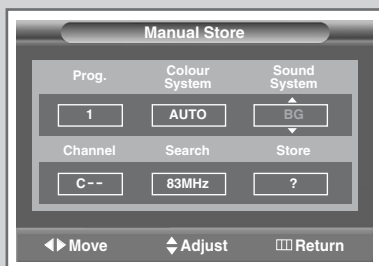 Manual Store
Prog. Colour System Sound System
1 AUTO BG
Channel Search Store
C-- 83MHz ?
Move Adjust Return